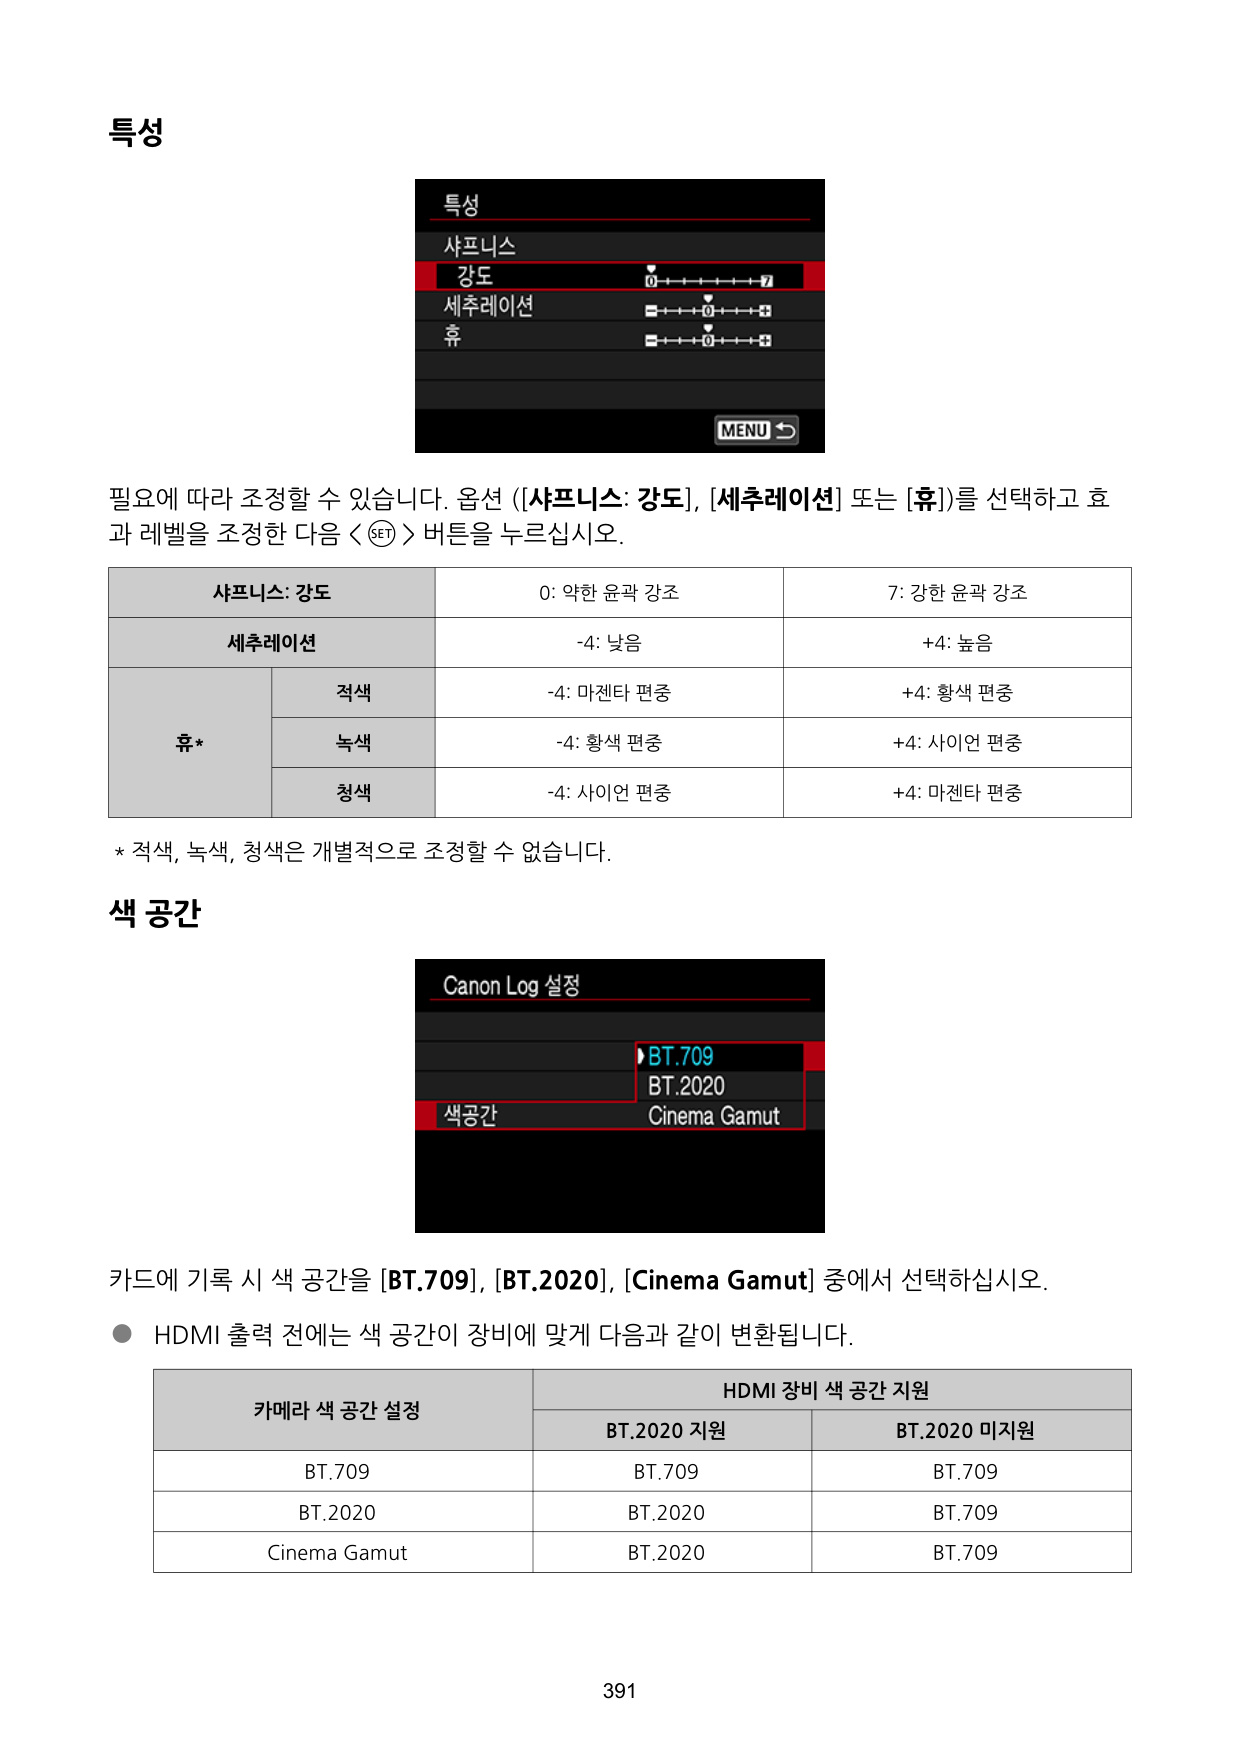 특성
특성
샤프니스
강도
0 7
세추레이션
0
휴
0
MENU
필요에 따라 조정할 수 있습니다. 옵션 ([샤프니스: 강도], [세추레이션] 또는 [휴])를 선택하고 효
과 레벨을 조정한 다음 < SET > 버튼을 누르십시오.
샤프니스: 강도 0: 약한 윤곽 강조 7: 강한 윤곽 강조
세추레이션 -4: 낮음 +4: 높음
휴*
적색 -4: 마젠타 편중 +4: 황색 편중
녹색 -4: 황색 편중 +4: 사이언 편중
청색 -4: 사이언 편중 +4: 마젠타 편중
* 적색, 녹색, 청색은 개별적으로 조정할 수 없습니다.
색 공간
Canon Log 설정
BT.709
BT.2020
색공간 Cinema Gamut
카드에 기록 시 색 공간을 [BT.709], [BT.2020], [Cinema Gamut] 중에서 선택하십시오.
● HDMI 출력 전에는 색 공간이 장비에 맞게 다음과 같이 변환됩니다.
카메라 색 공간 설정
HDMI 장비 색 공간 지원
BT.2020 지원 BT.2020 미지원
BT.709 BT.709 BT.709
BT.2020 BT.2020 BT.709
Cinema Gamut BT.2020 BT.709
391